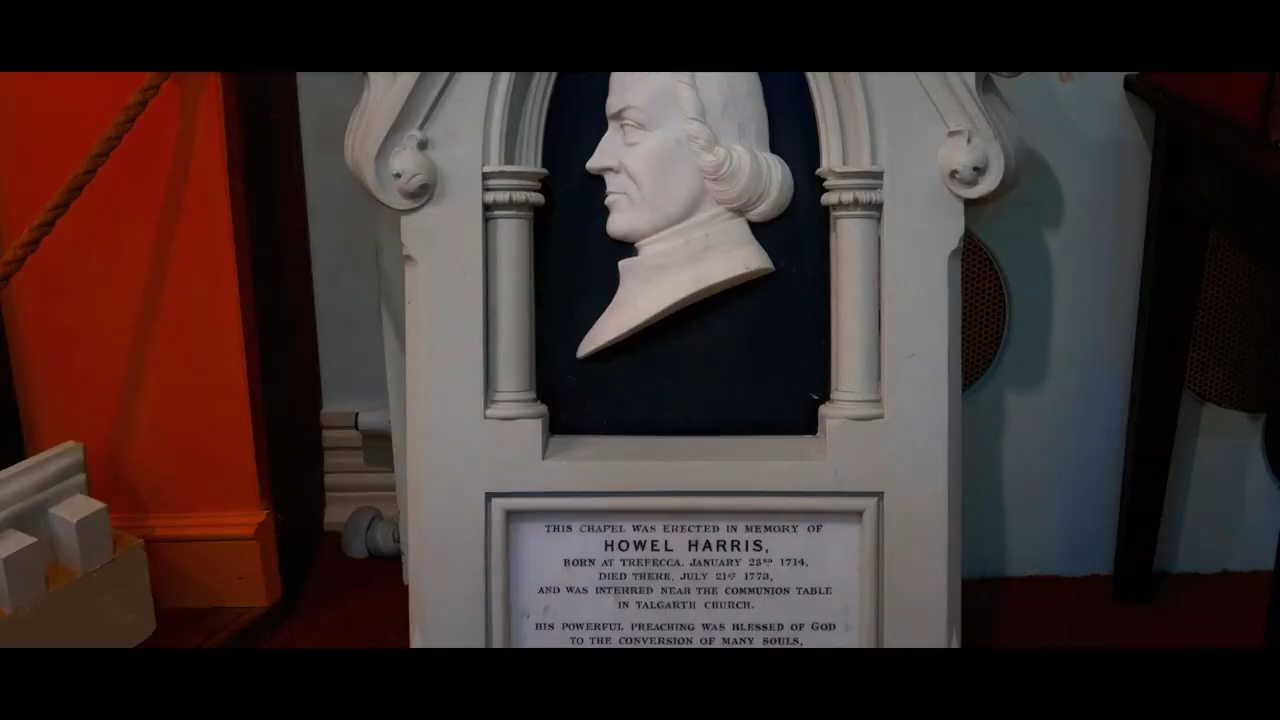 THIS CHAPEL WAS ERECTED IN MEMORY OF
HOWEL HARRIS,
BORN AT TREFECCA, JANUARY 23RD 1714,
DIED THERE, JULY 21ST 1773,
AND WAS INTERRED NEAR THE COMMUNION TABLE
IN TALGARTH CHURCH.
HIS POWERFUL PREACHING WAS BLESSED OF GOD
TO THE CONVERSION OF MANY SOULS,